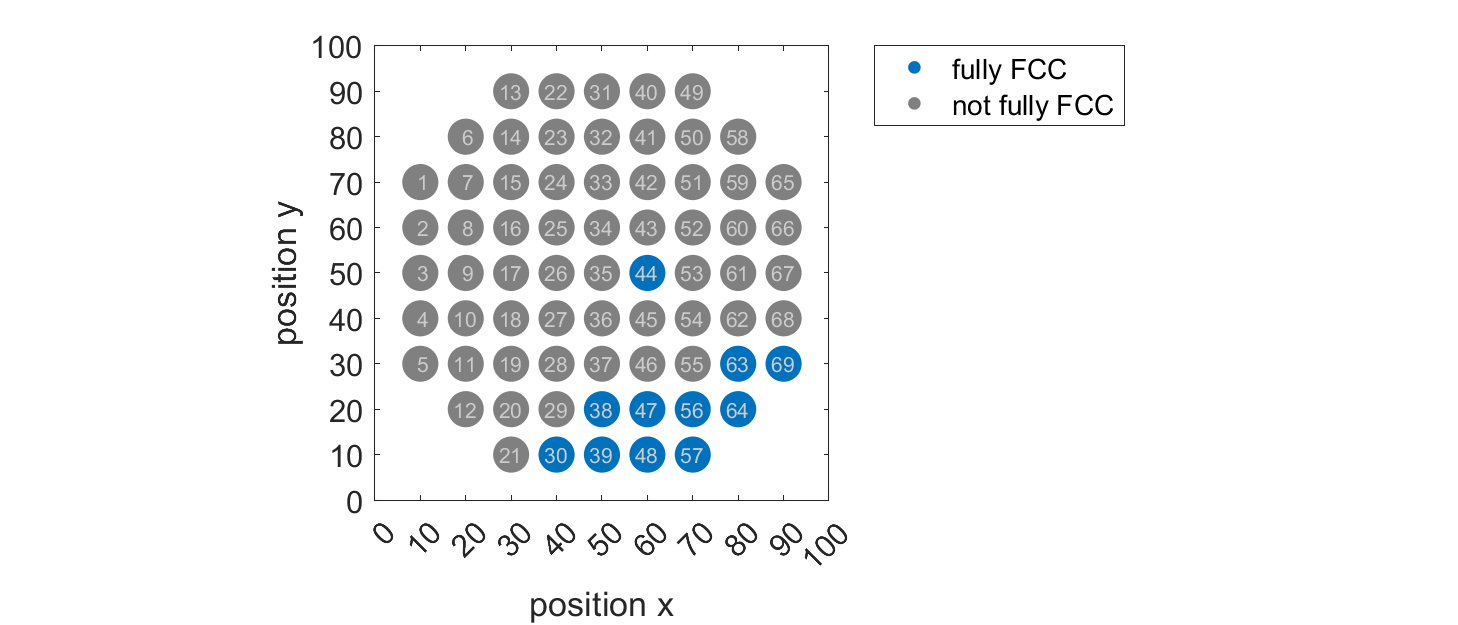 100
90
80
70
60
50
40
30
20
10
0
position y
13 22 31 40 49
6 14 23 32 41 50 58
1 7 15 24 33 42 51 59 65
2 8 16 25 34 43 52 60 66
3 9 17 26 35 44 53 61 67
4 10 18 27 36 45 54 62 68
5 11 19 28 37 46 55 63 69
12 20 29 38 47 56 64
21 30 39 48 57
0 10 20 30 40 50 60 70 80 90 100
position x
fully FCC
not fully FCC